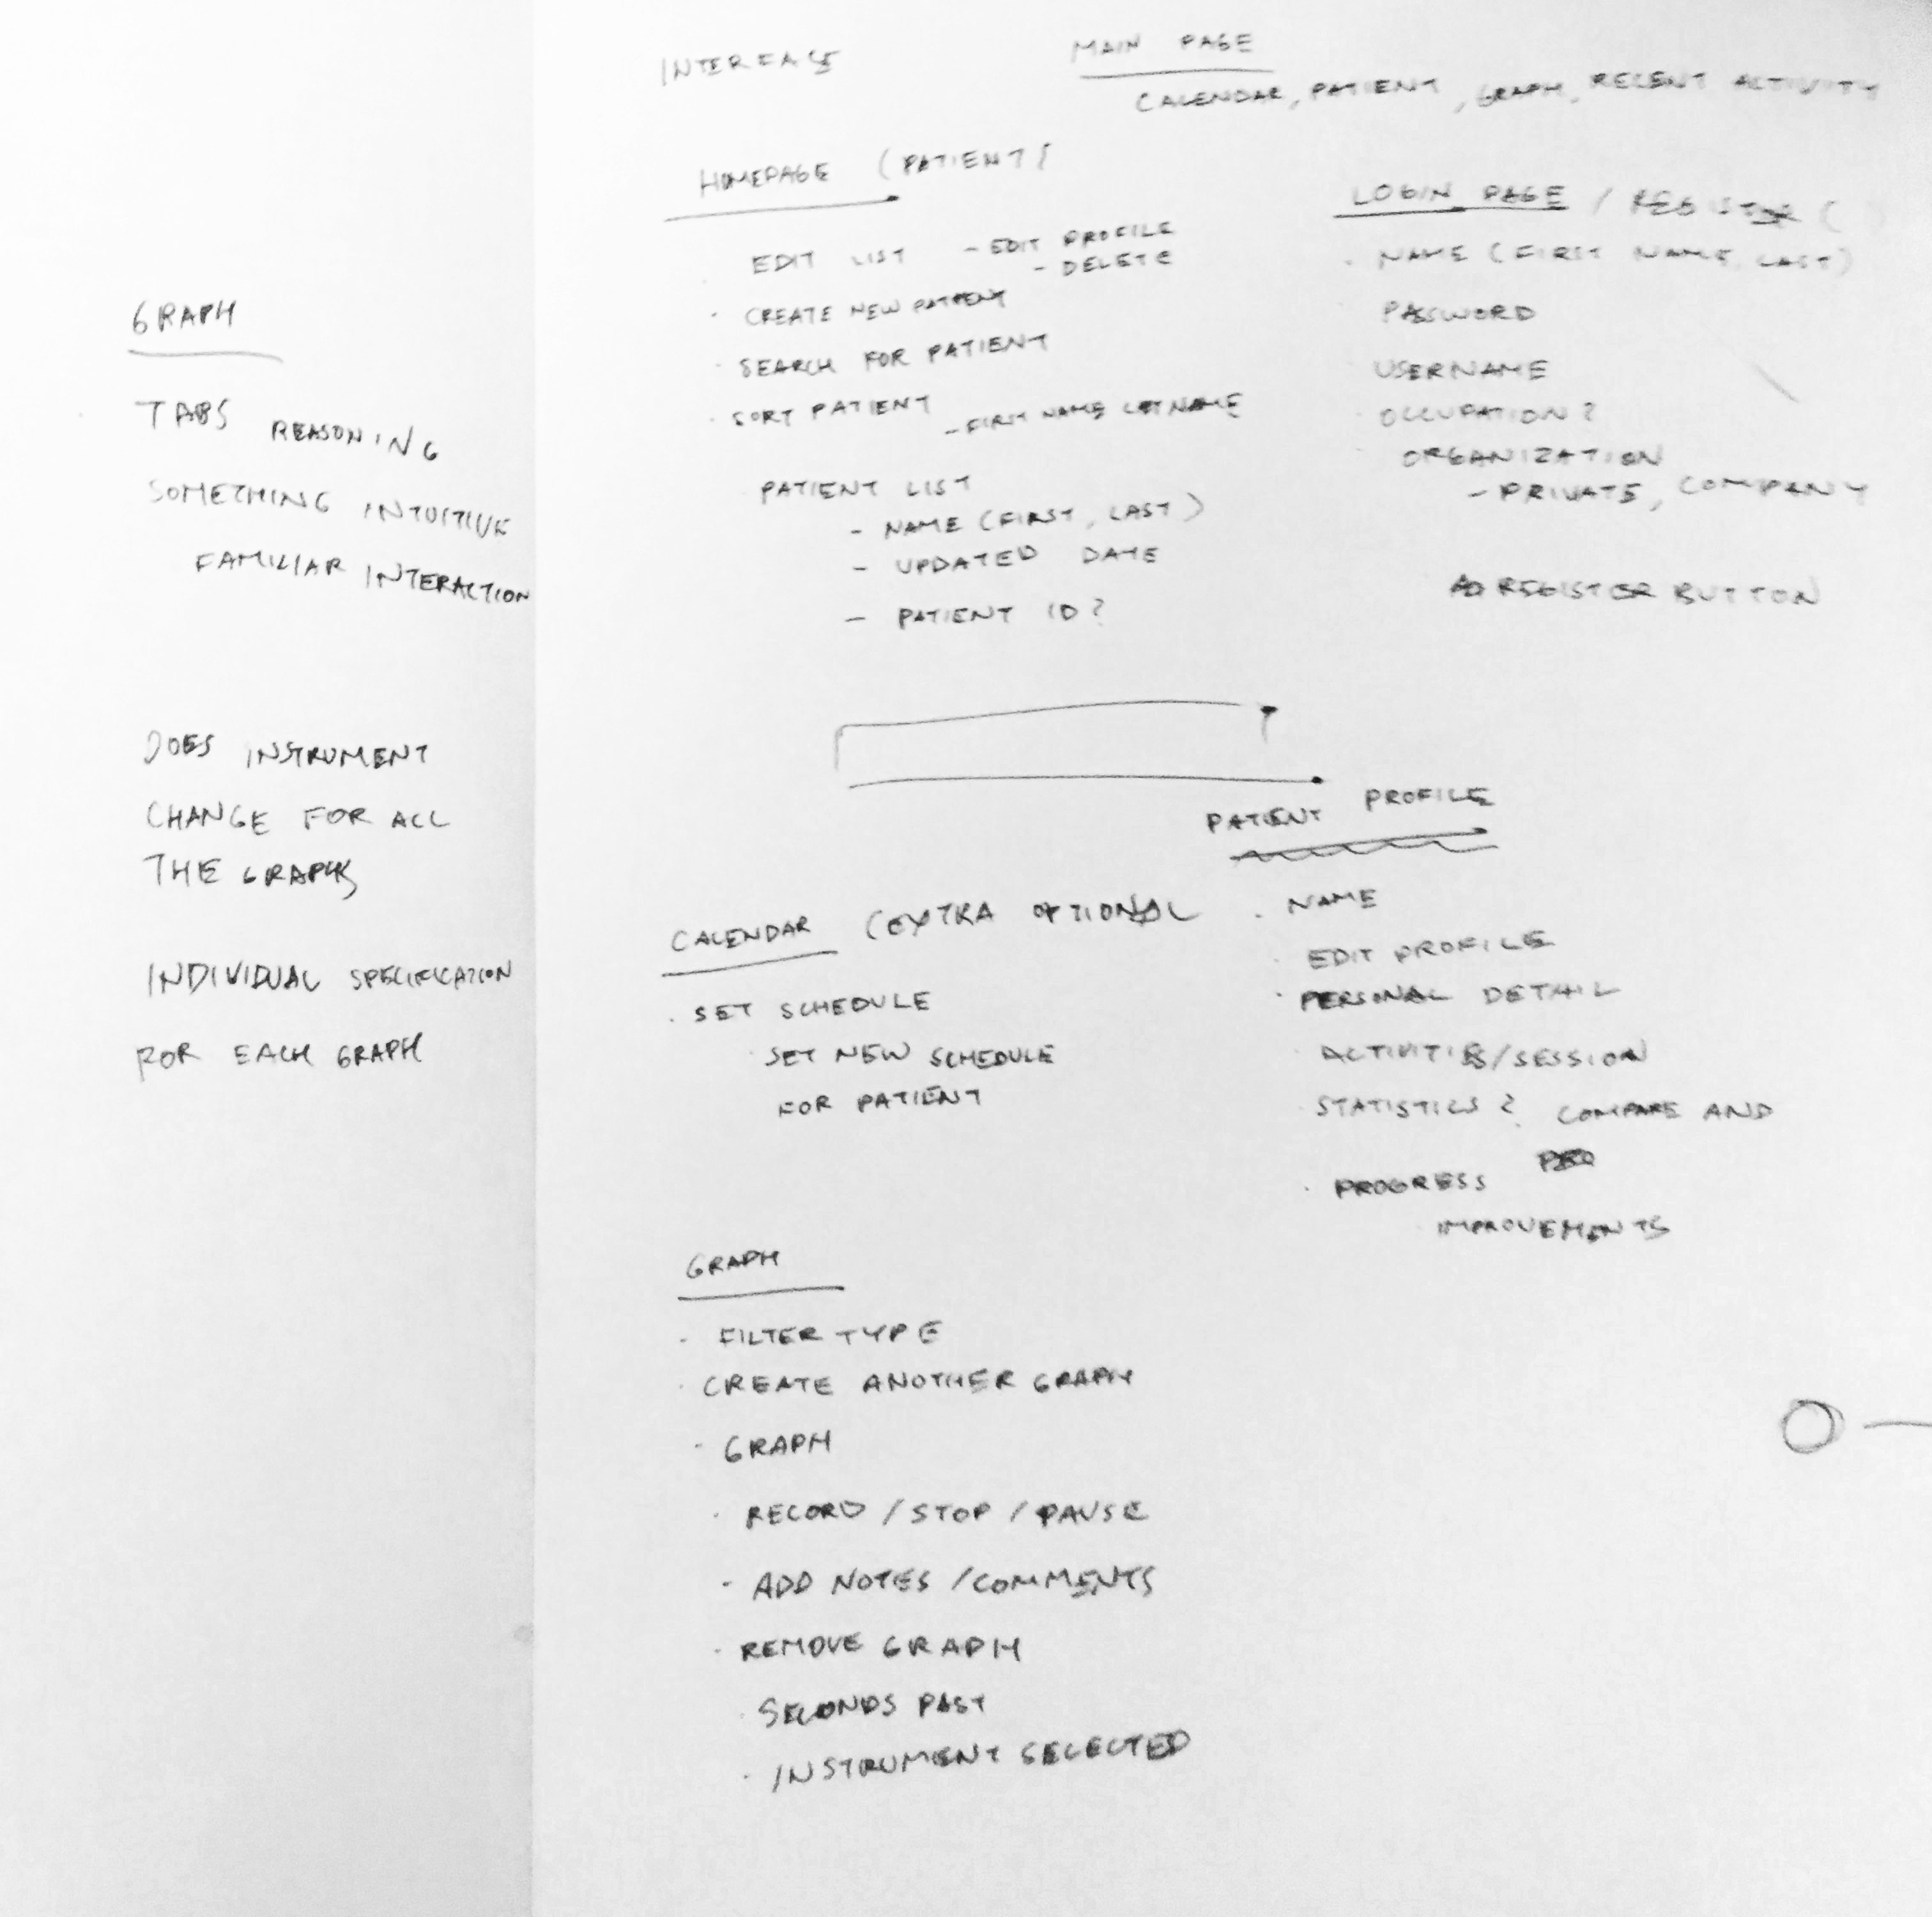 GRAPH
TABS REASONING
SOMETHING INTUITIVE
FAMILIAR INTERACTION
DOES INSTRUMENT
CHANGE FOR ALL
THE GRAPHS
INDIVIDUAL SPECIFICATION
FOR EACH GRAPH
INTERFACE
MAIN PAGE
CALENDAR, PATIENT, GRAPH, RECENT ACTIVITY
HOMEPAGE (PATIENT)
EDIT LIST - EDIT PROFILE
- DELETE
· CREATE NEW PATIENT
· SEARCH FOR PATIENT
· SORT PATIENT
- FIRST NAME LAST NAME
PATIENT LIST
- NAME (FIRST, LAST)
- UPDATED DATE
- PATIENT ID?
LOGIN PAGE / REGISTER (
· NAME (FIRST NAME, LAST)
PASSWORD
USERNAME
· OCCUPATION?
· ORGANIZATION
- PRIVATE, COMPANY
REGISTER BUTTON
CALENDAR (EXTRA OPTIONAL
· SET SCHEDULE
· SET NEW SCHEDULE
FOR PATIENT
PATIENT PROFILE
· NAME
· EDIT PROFILE
· PERSONAL DETAIL
· ACTIVITIES/SESSION
· STATISTICS? COMPARE AND
· PROGRESS
IMPROVEMENTS
GRAPH
· FILTER TYPE
· CREATE ANOTHER GRAPH
· GRAPH
· RECORD / STOP / PAUSE
- ADD NOTES / COMMENTS
· REMOVE GRAPH
· SECONDS PAST
· INSTRUMENT SELECTED